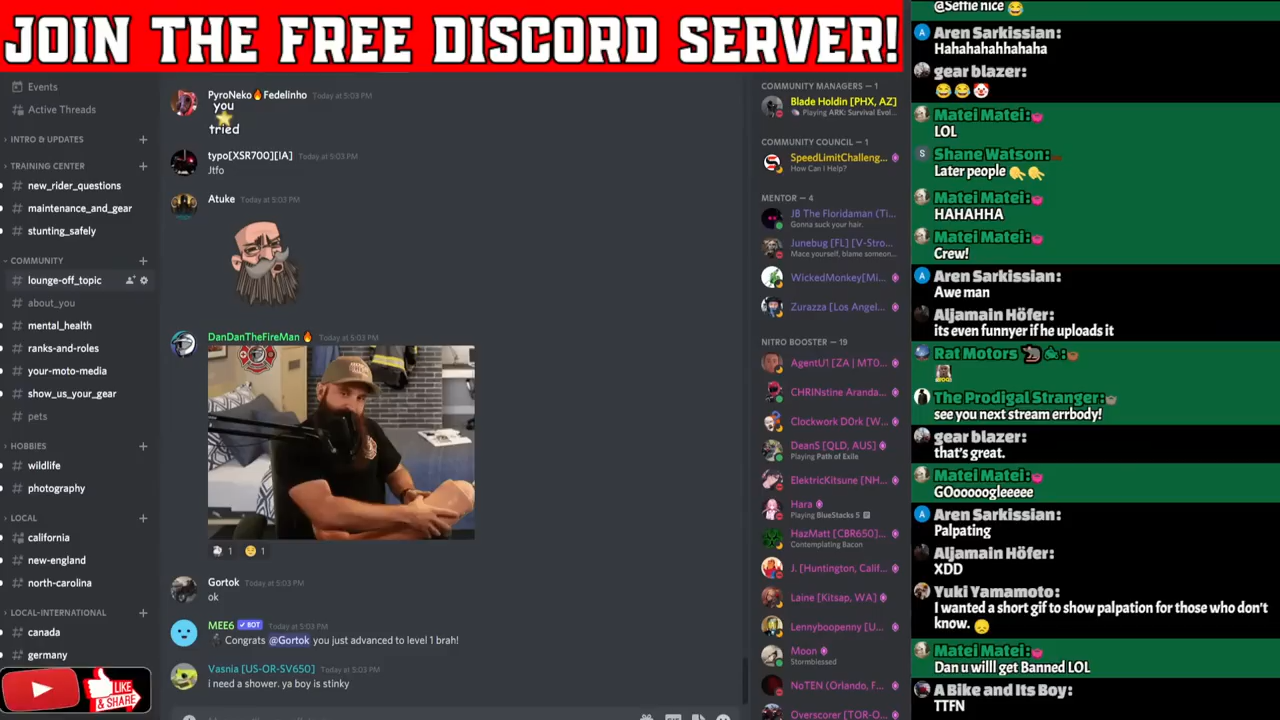 JOIN THE FREE DISCORD SERVER!
Events
Active Threads
INTRO & UPDATES
TRAINING CENTER
new_rider_questions
maintenance_and_gear
stunting_safely
COMMUNITY
lounge-off_topic
about_you
mental_health
ranks-and-roles
your-moto-media
show_us_your_gear
pets
HOBBIES
wildlife
photography
LOCAL
california
new-england
north-carolina
LOCAL-INTERNATIONAL
canada
germany
LIKE
& SHARE
PyroNeko🔥Fedelinho Today at 5:03 PM
you
tried
typo[XSR700][IA] Today at 5:03 PM
Jtfo
Atuke Today at 5:03 PM
DanDanTheFireMan 🔥 Today at 5:03 PM
1 1
Gortok Today at 5:03 PM
ok
MEE6 BOT Today at 5:03 PM
Congrats @Gortok you just advanced to level 1 brah!
Vasnia [US-OR-SV650] Today at 5:03 PM
i need a shower. ya boy is stinky
COMMUNITY MANAGERS — 1
Blade Holdin [PHX, AZ]
Playing ARK: Survival Evol...
COMMUNITY COUNCIL — 1
SpeedLimitChalleng...
How Can I Help?
MENTOR — 4
JB The Floridaman (Ti...
Gonna suck your hair.
Junebug [FL] [V-Stro...
Mace yourself, blame someon...
WickedMonkey[Mi...
Zurazza [Los Angel...
NITRO BOOSTER — 19
AgentU1 [ZA | MT0...
CHRINstine Aranda...
Clockwork D0rk [W...
DeanS [QLD, AUS]
Playing Path of Exile
ElektricKitsune [NH...
Hara
Playing BlueStacks 5
HazMatt [CBR650]...
Contemplating Bacon
J. [Huntington, Calif...
Laine [Kitsap, WA]
Lennyboopenny [U...
Moon
Stormblessed
NoTEN (Orlando, F...
Overscorer [TOR-O...
@Selfie nice 😂
Aren Sarkissian:
Hahahahahhahaha
gear blazer:
😂😂🤡
Matei Matei:
LOL
Shane Watson:
Later people
Matei Matei:
HAHAHHA
Matei Matei:
Crew!
Aren Sarkissian:
Awe man
Aljamain Höfer:
its even funnyer if he uploads it
Rat Motors
The Prodigal Stranger:
see you next stream errbody!
gear blazer:
that's great.
Matei Matei:
GOooooogleeeee
Aren Sarkissian:
Palpating
Aljamain Höfer:
XDD
Yuki Yamamoto:
I wanted a short gif to show palpation for those who don't
know. 😞
Matei Matei:
Dan u willl get Banned LOL
A Bike and Its Boy:
TTFN